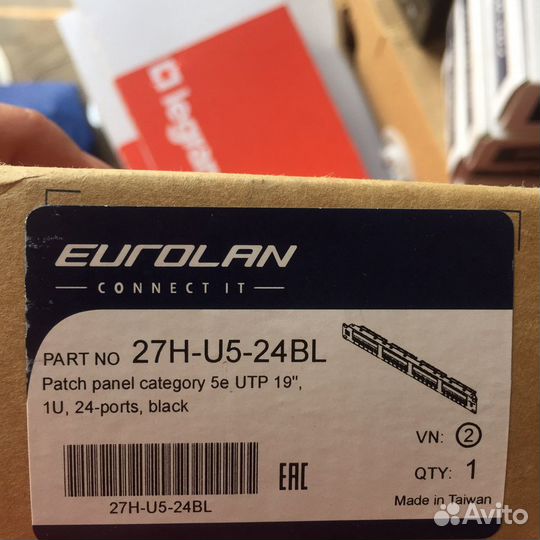 legran
EUROLAN
CONNECT IT
PART NO 27H-U5-24BL
Patch panel category 5e UTP 19",
1U, 24-ports, black
VN: 2
QTY: 1
EAC
27H-U5-24BL
Made in Taiwan
Avito